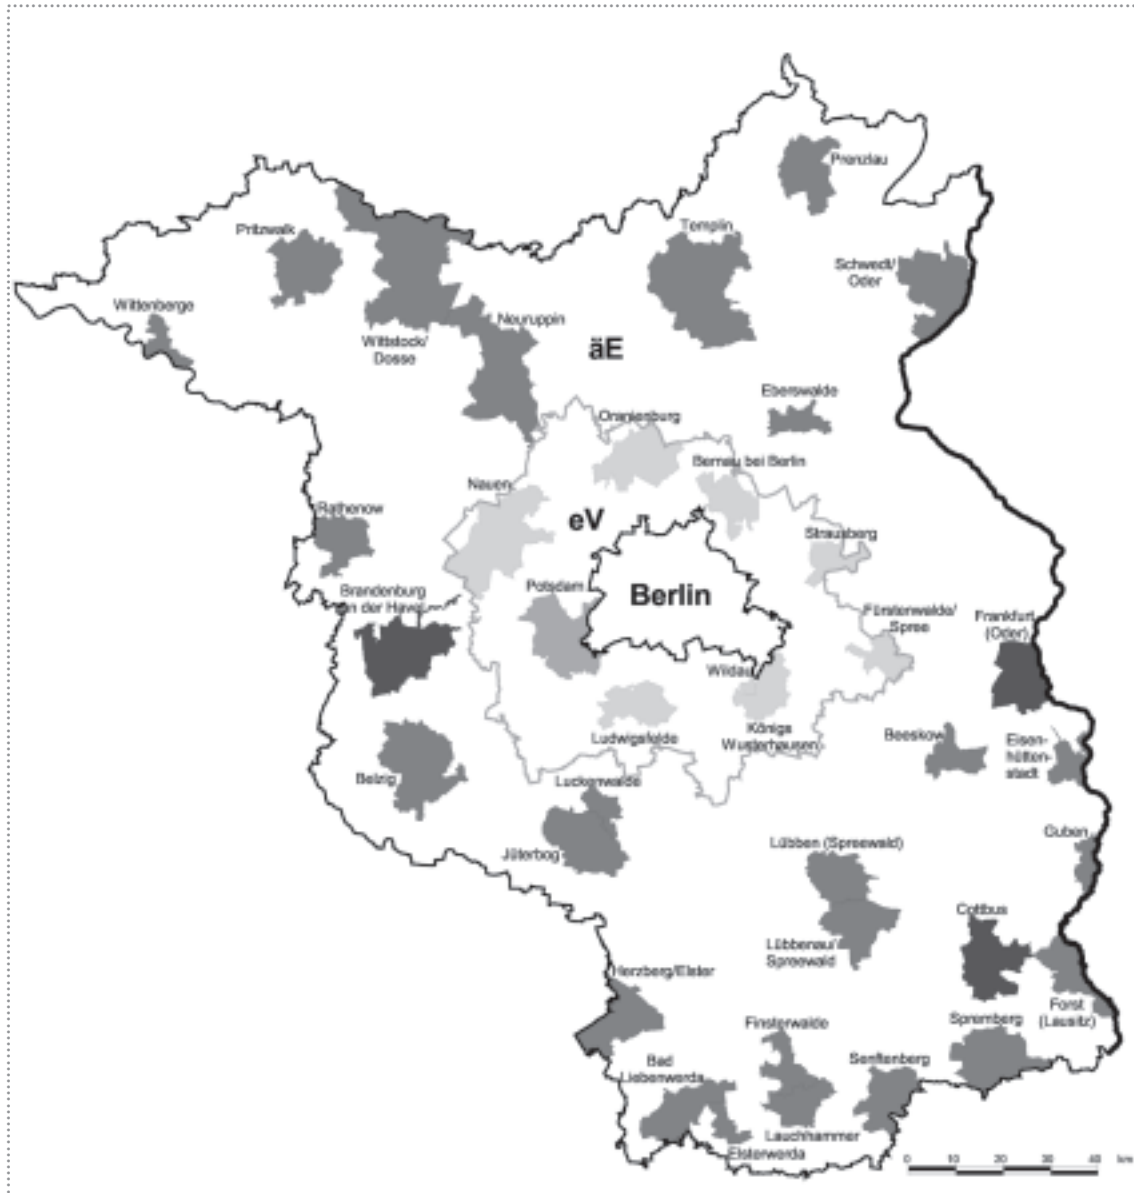 Prenzlau
Pritzwalk
Templin
Schwedt/
Oder
Wittenberge
Neuruppin
Wittstock/
Dosse
äE
Eberswalde
Oranienburg
Bernau bei Berlin
Nauen
Rathenow
eV
Strausberg
Brandenburg
an der Havel
Potsdam
Berlin
Fürstenwalde/
Spree
Frankfurt
(Oder)
Wildau
Ludwigsfelde
Königs
Wusterhausen
Beeskow
Eisen-
hütten-
stadt
Belzig
Luckenwalde
Jüterbog
Lübben (Spreewald)
Guben
Cottbus
Lübbenau/
Spreewald
Herzberg/Elster
Forst
(Lausitz)
Finsterwalde
Spremberg
Bad
Liebenwerda
Senftenberg
Lauchhammer
Elsterwerda
0 10 20 30 40 km